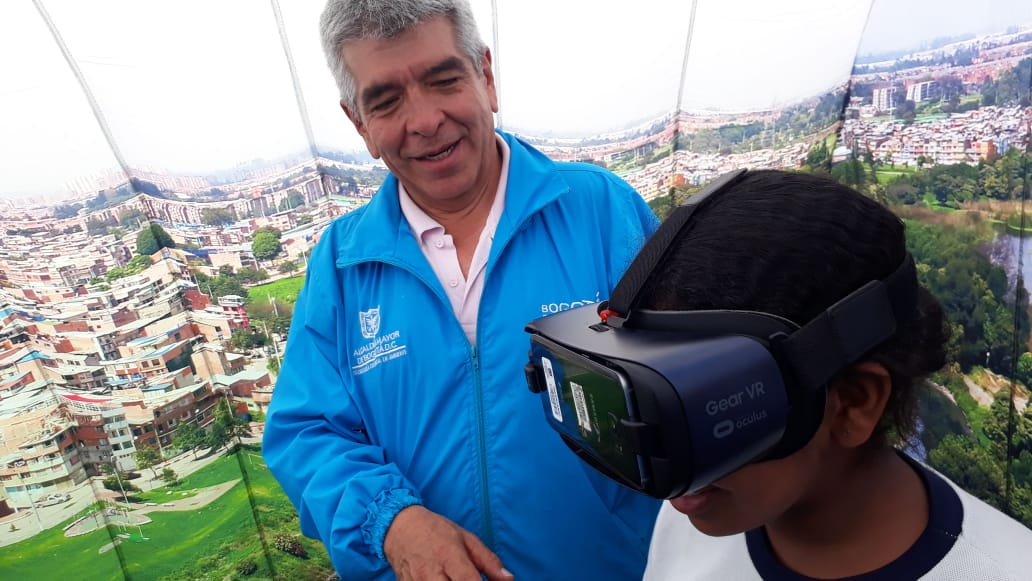 ALCALDÍA MAYOR
DE BOGOTÁ D.C.
BOGOTÁ
Gear VR
oculus